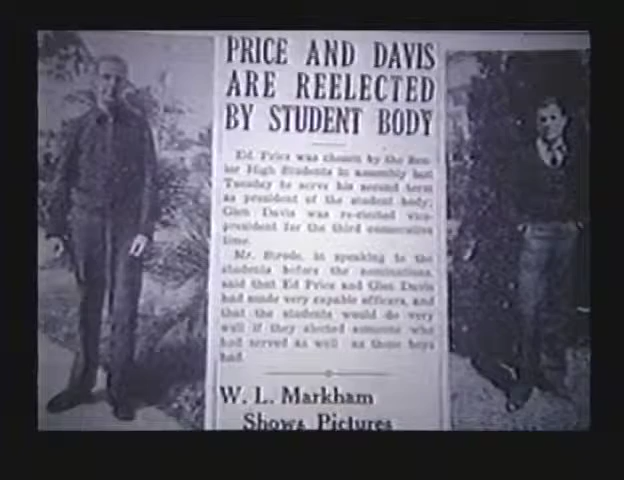 PRICE AND DAVIS
ARE REELECTED
BY STUDENT BODY
Ed Price was chosen by the Sen-
ior High Students in assembly last
Tuesday to serve his second term
as president of the student body;
Glen Davis was re-elected vice-
president for the third consecutive
time.
Mr. Strode, in speaking to the
students before the nominations,
said that Ed Price and Glen Davis
had made very capable officers, and
that the students would do very
well if they elected someone who
had served as well as these boys
had.
W. L. Markham
Shows Pictures